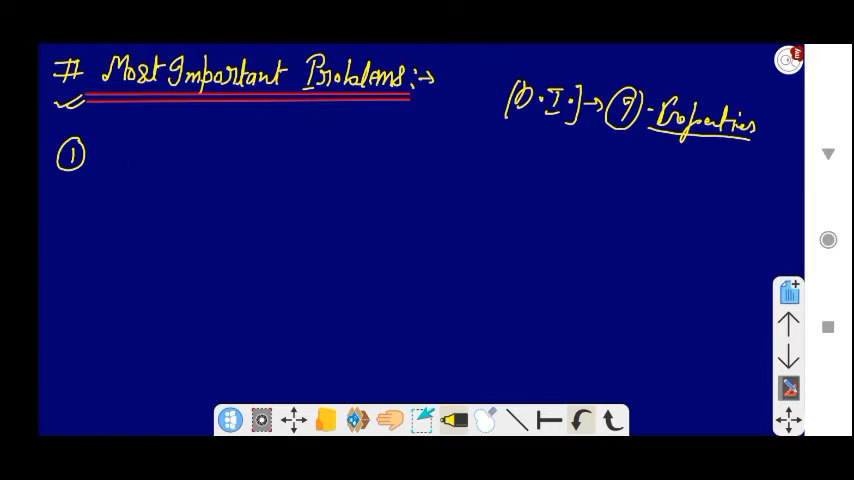 # Most Important Problems :→
[D.I.] → 9 - Properties
1